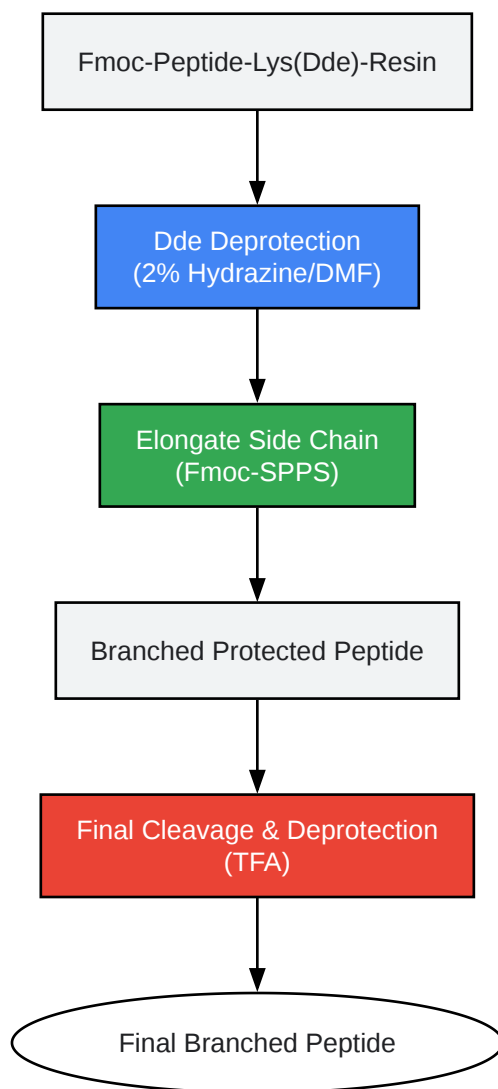 Fmoc-Peptide-Lys(Dde)-Resin
Dde Deprotection
(2% Hydrazine/DMF)
Elongate Side Chain
(Fmoc-SPPS)
Branched Protected Peptide
Final Cleavage & Deprotection
(TFA)
Final Branched Peptide